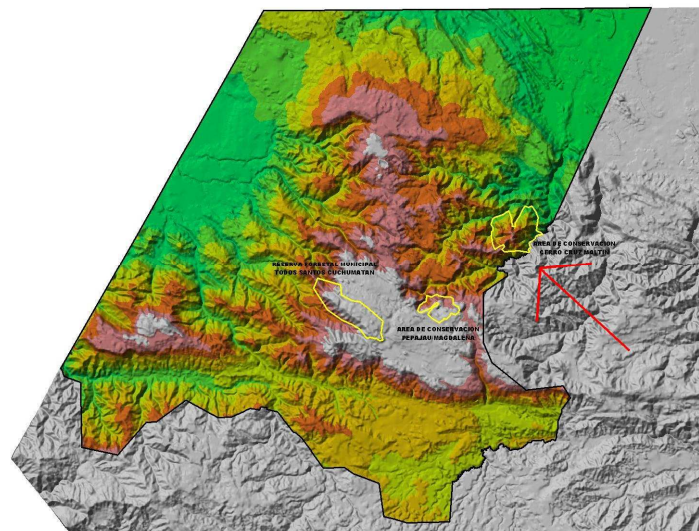 AREA DE CONSERVACION
CERRO CRUZ MALTIN
RESERVA FORESTAL MUNICIPAL
TODOS SANTOS CUCHUMATAN
AREA DE CONSERVACION
PEPAJAU MAGDALENA